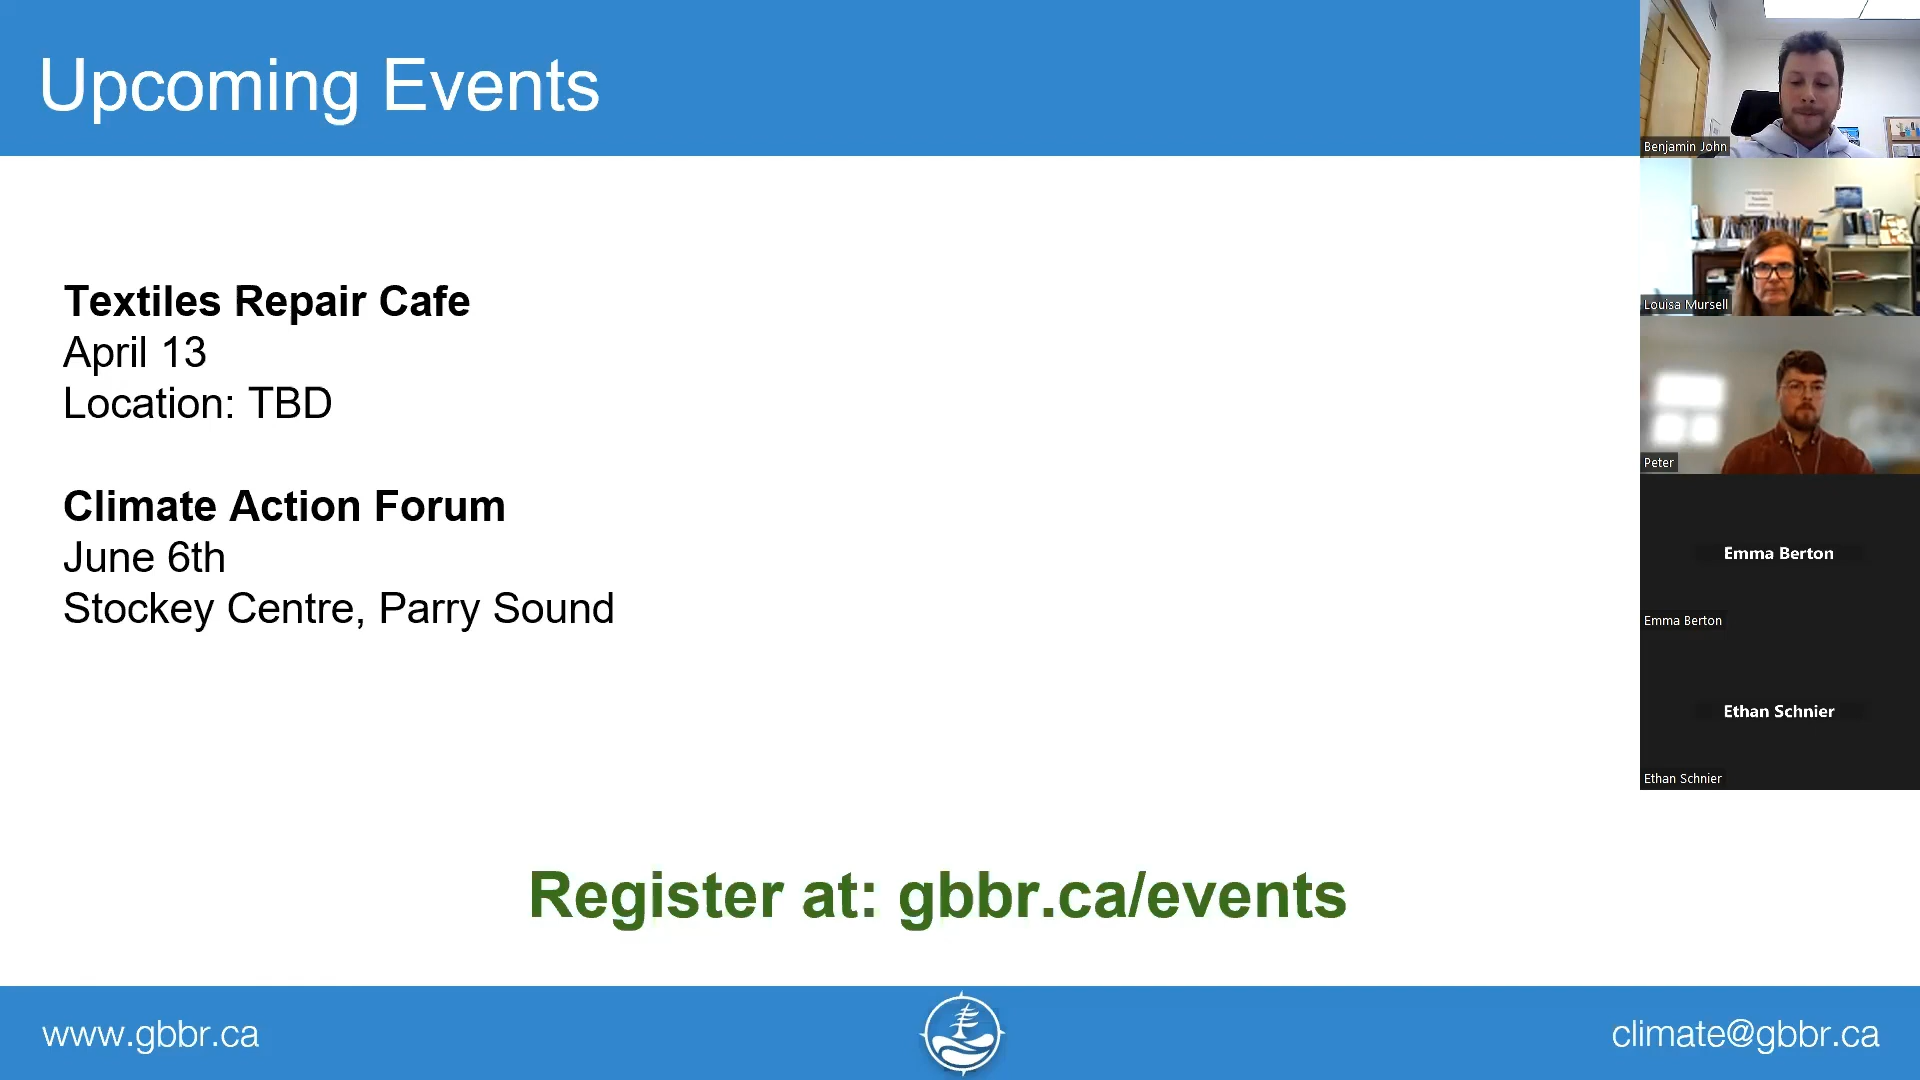 Upcoming Events
Textiles Repair Cafe
April 13
Location: TBD
Climate Action Forum
June 6th
Stockey Centre, Parry Sound
Register at: gbbr.ca/events
www.gbbr.ca
climate@gbbr.ca
Benjamin John
Louisa Mursell
Peter
Emma Berton
Emma Berton
Ethan Schnier
Ethan Schnier